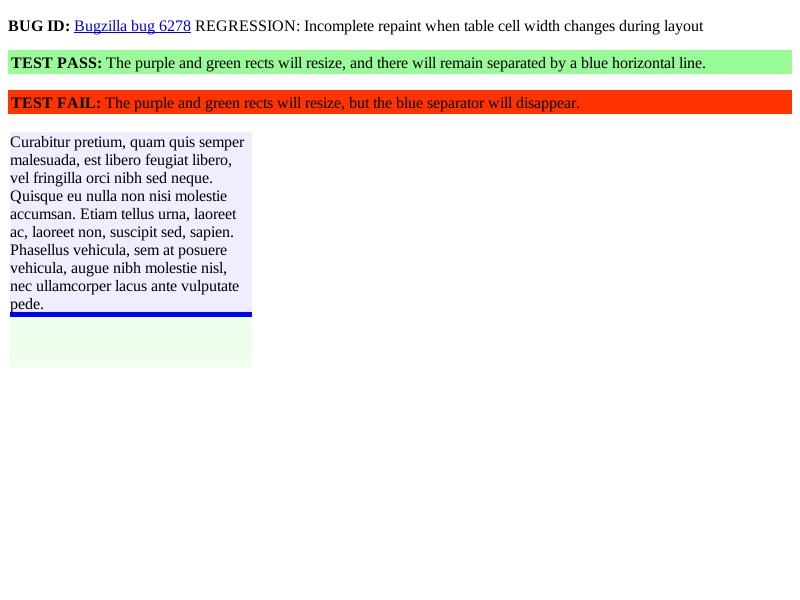 BUG ID: Bugzilla bug 6278 REGRESSION: Incomplete repaint when table cell width changes during layout
TEST PASS: The purple and green rects will resize, and there will remain separated by a blue horizontal line.
TEST FAIL: The purple and green rects will resize, but the blue separator will disappear.
Curabitur pretium, quam quis semper
malesuada, est libero feugiat libero,
vel fringilla orci nibh sed neque.
Quisque eu nulla non nisi molestie
accumsan. Etiam tellus urna, laoreet
ac, laoreet non, suscipit sed, sapien.
Phasellus vehicula, sem at posuere
vehicula, augue nibh molestie nisl,
nec ullamcorper lacus ante vulputate
pede.